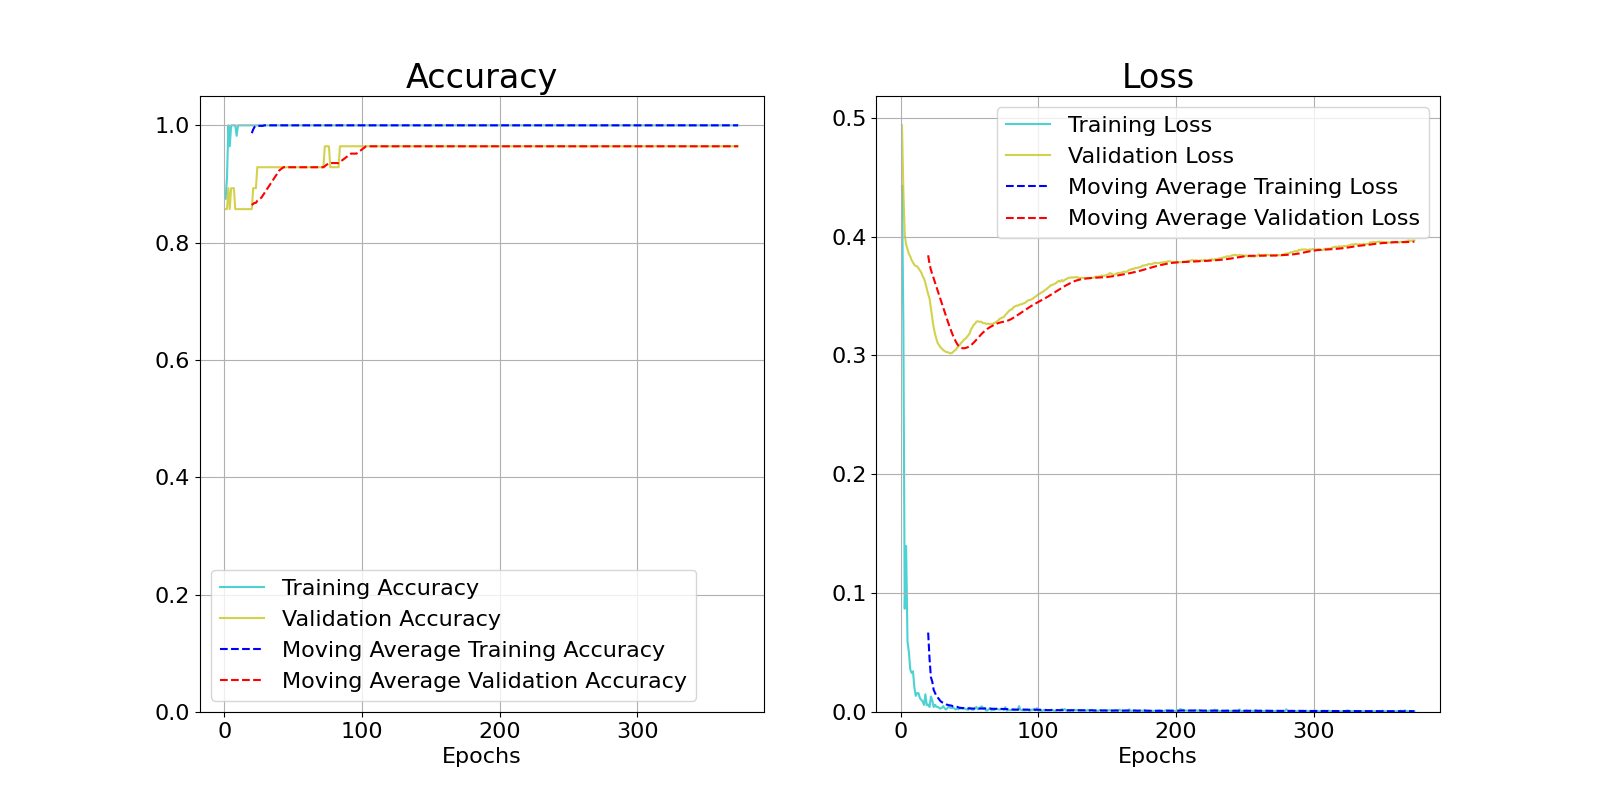 Accuracy
1.0
0.8
0.6
0.4
0.2
0.0
Training Accuracy
Validation Accuracy
Moving Average Training Accuracy
Moving Average Validation Accuracy
0 100 200 300
Epochs
Loss
0.5
0.4
0.3
0.2
0.1
0.0
Training Loss
Validation Loss
Moving Average Training Loss
Moving Average Validation Loss
0 100 200 300
Epochs